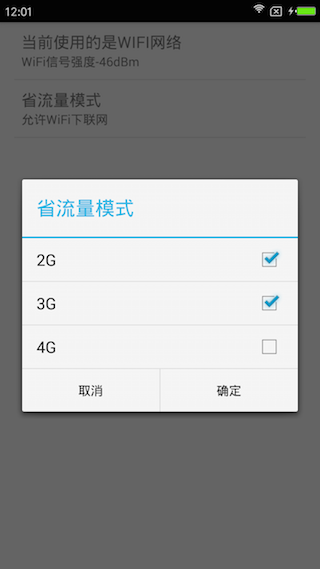 12:01
当前使用的是WIFI网络
WiFi信号强度-46dBm
省流量模式
允许WiFi下联网
省流量模式
2G
3G
4G
取消
确定